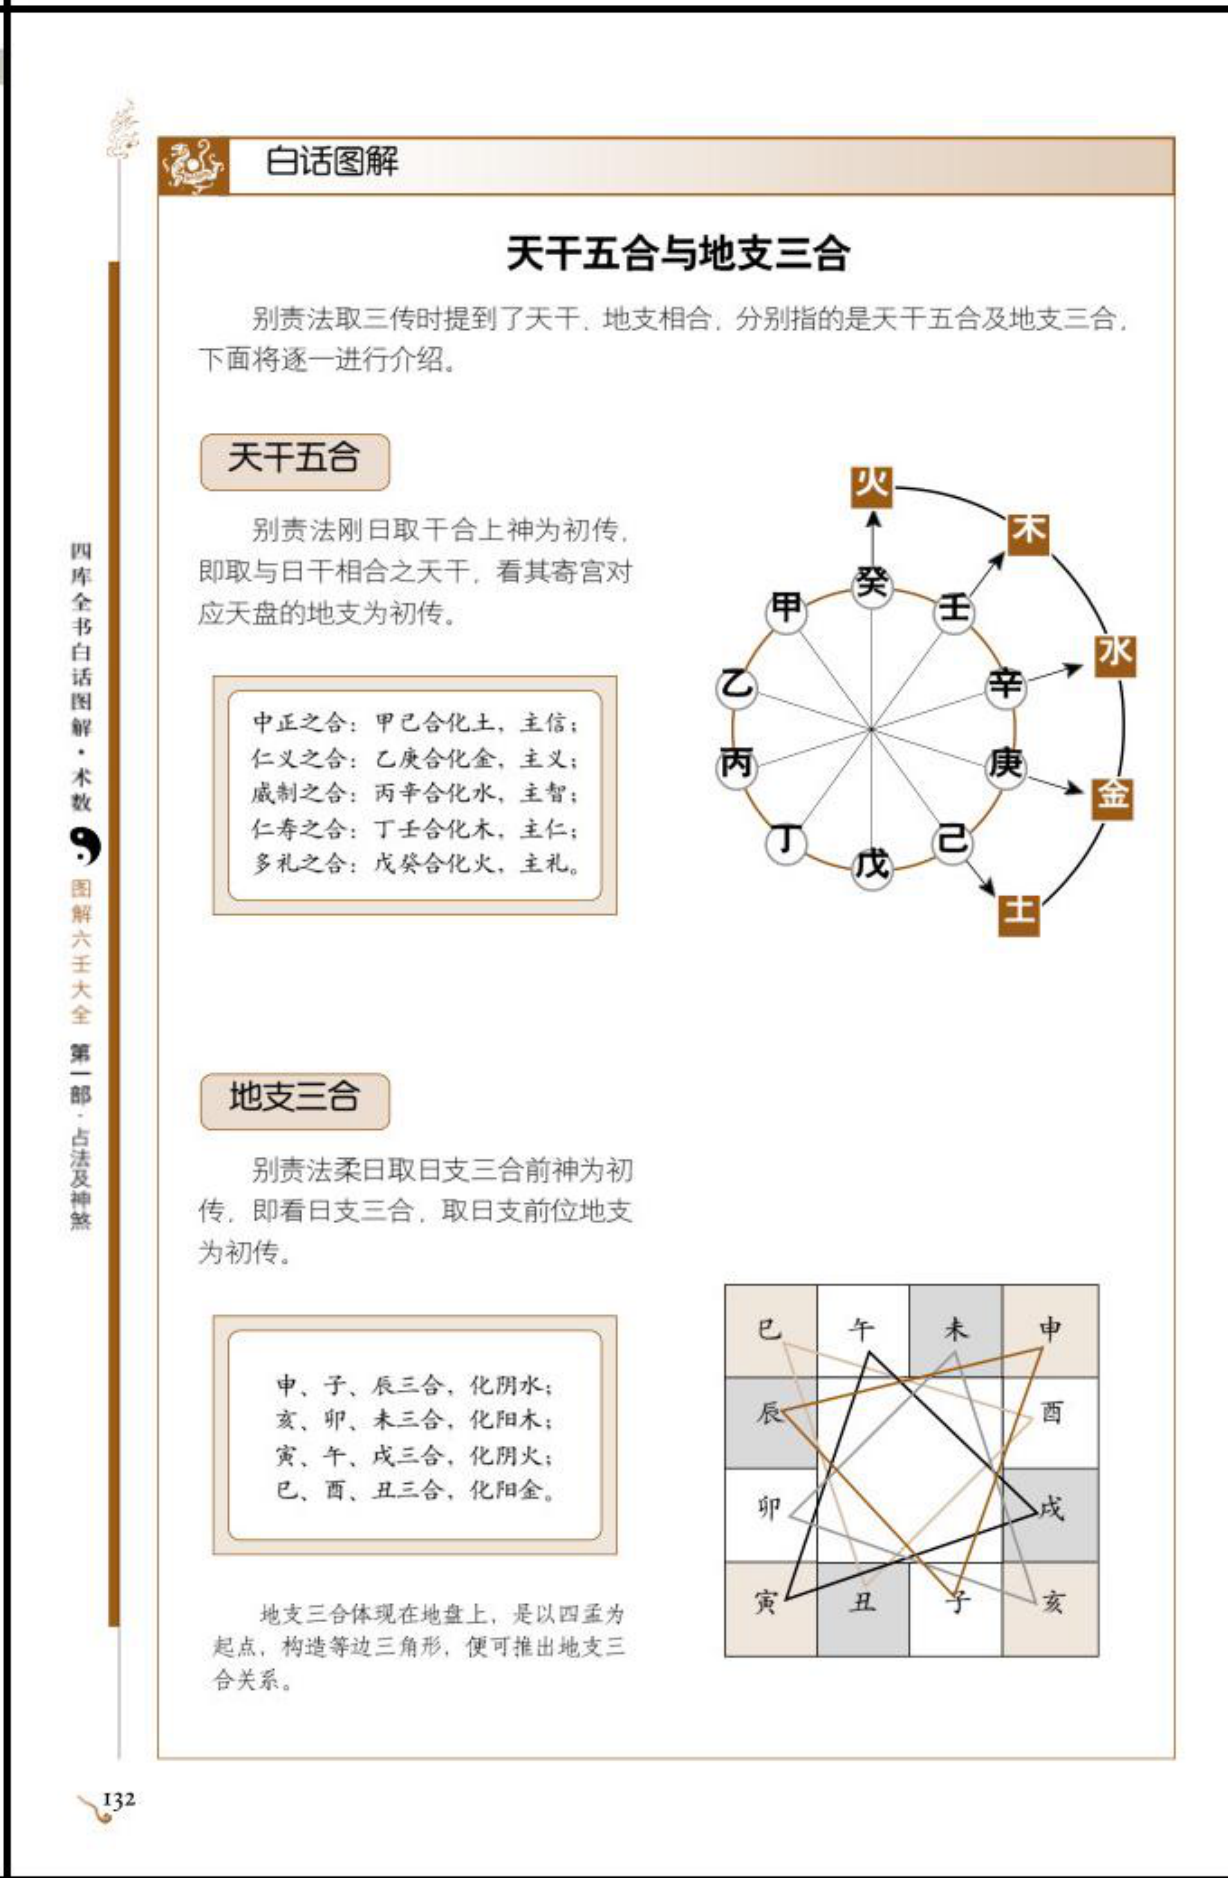 白话图解
天干五合与地支三合
别责法取三传时提到了天干、地支相合，分别指的是天干五合及地支三合，
下面将逐一进行介绍。
天干五合
别责法刚日取干合上神为初传，
即取与日干相合之天干，看其寄宫对
应天盘的地支为初传。
中正之合：甲己合化土，主信；
仁义之合：乙庚合化金，主义；
威制之合：丙辛合化水，主智；
仁寿之合：丁壬合化木，主仁；
多礼之合：戊癸合化火，主礼。
火
木
水
金
土
癸
壬
辛
庚
己
戊
丁
丙
乙
甲
地支三合
别责法柔日取日支三合前神为初
传，即看日支三合，取日支前位地支
为初传。
申、子、辰三合，化阴水；
亥、卯、未三合，化阳木；
寅、午、戌三合，化阴火；
巳、酉、丑三合，化阳金。
地支三合体现在地盘上，是以四孟为
起点，构造等边三角形，便可推出地支三
合关系。
巳 午 未 申
辰 酉
卯 戌
寅 丑 子 亥
四库全书白话图解·术数
图解六壬大全
第一部·占法及神煞
132